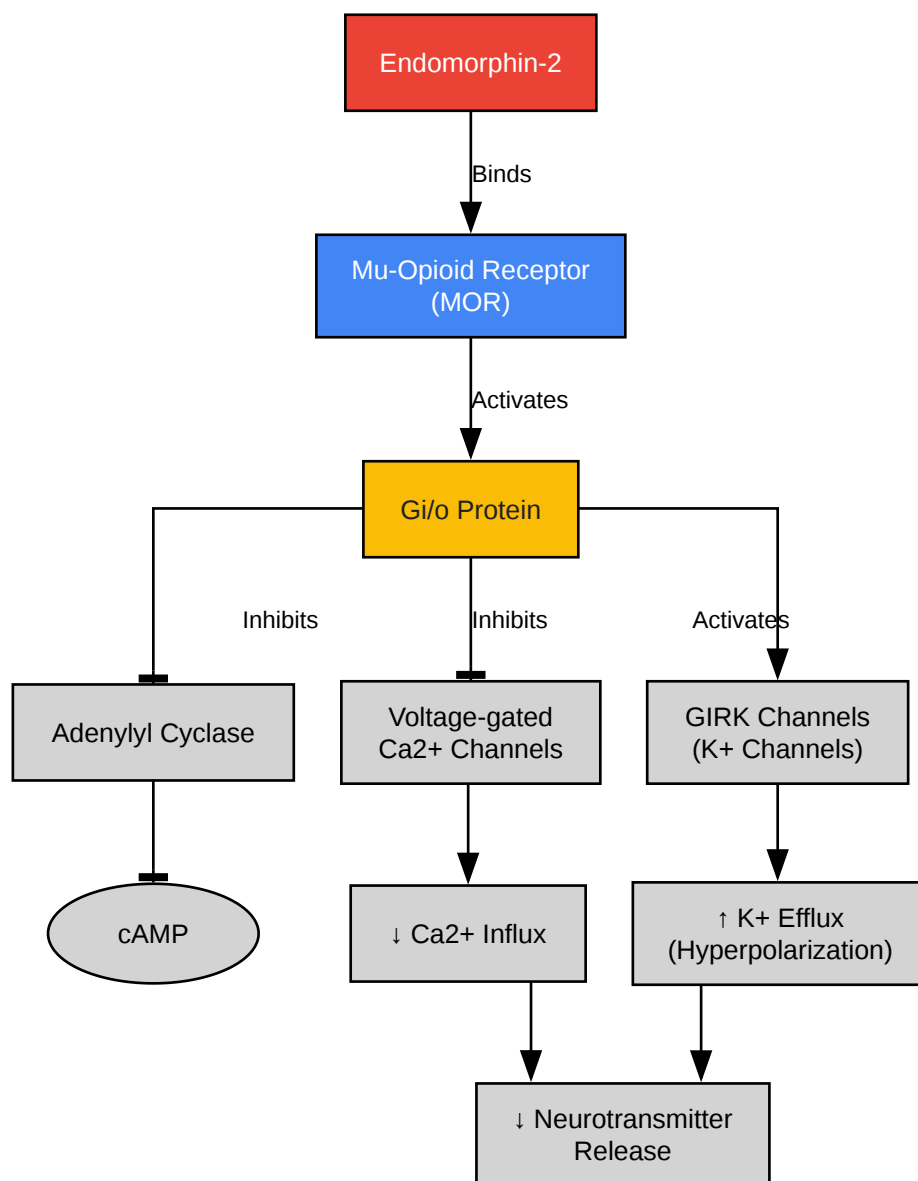 Endomorphin-2
Binds
Mu-Opioid Receptor
(MOR)
Activates
Gi/o Protein
Inhibits
Inhibits
Activates
Adenylyl Cyclase
Voltage-gated
Ca2+ Channels
GIRK Channels
(K+ Channels)
cAMP
↓ Ca2+ Influx
↑ K+ Efflux
(Hyperpolarization)
↓ Neurotransmitter
Release